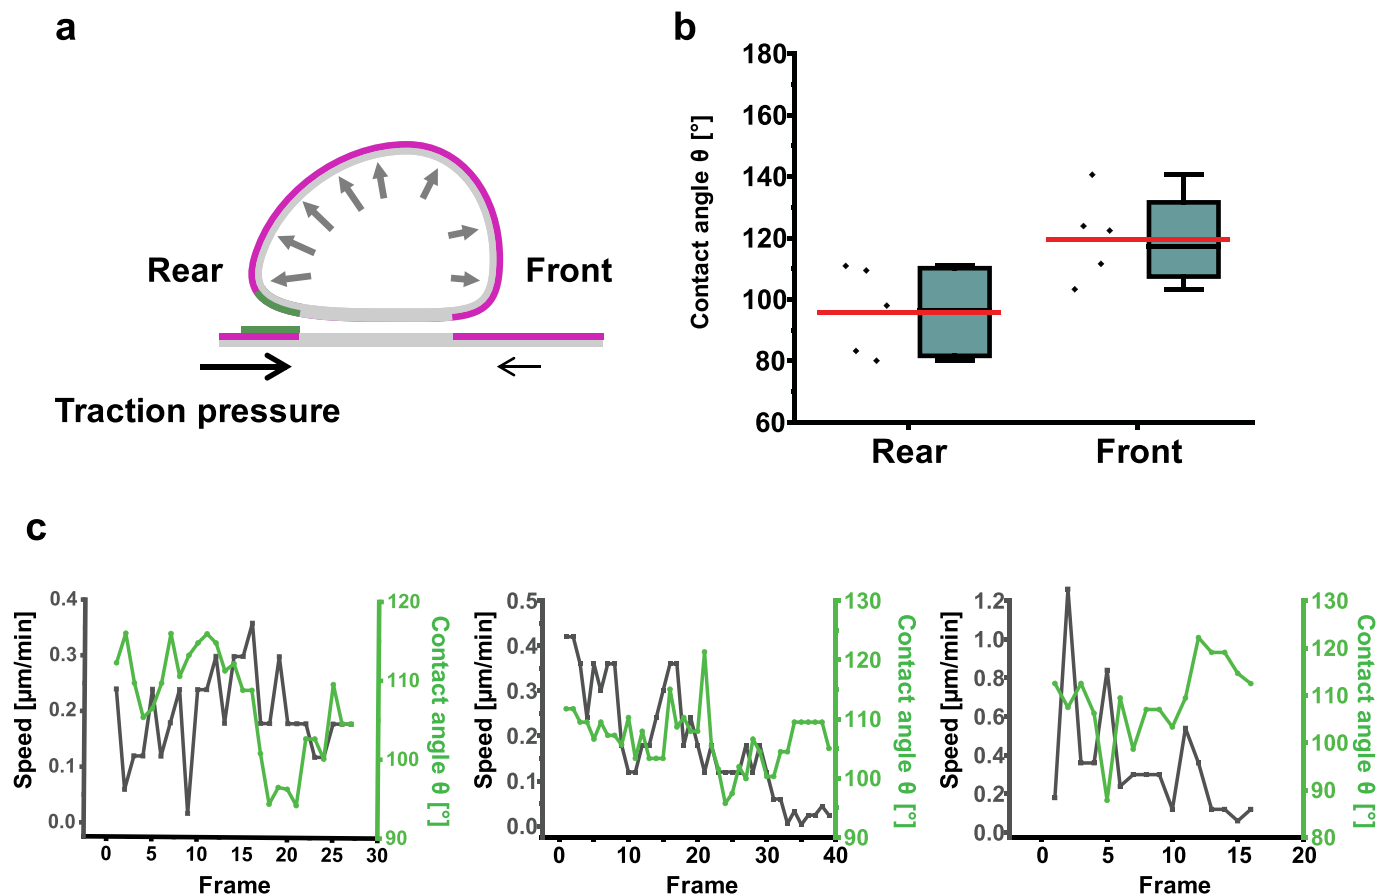 a
Rear
Front
Traction pressure
b
Contact angle θ [°]
180
160
140
120
100
80
60
Rear
Front
c
Speed [µm/min]
0.4
0.3
0.2
0.1
0.0
0 5 10 15 20 25 30
Frame
120
110
100
90
Contact angle θ [°]
Speed [µm/min]
0.5
0.4
0.3
0.2
0.1
0.0
0 10 20 30 40
Frame
130
120
110
100
90
Contact angle θ [°]
Speed [µm/min]
1.2
1.0
0.8
0.6
0.4
0.2
0.0
0 5 10 15 20
Frame
130
120
110
100
90
80
Contact angle θ [°]